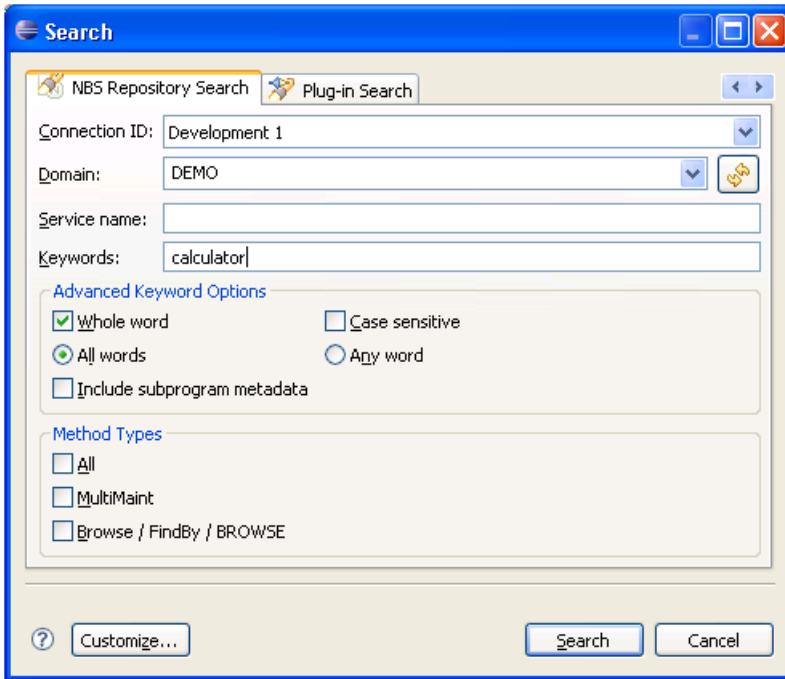 Search
NBS Repository Search Plug-in Search
Connection ID: Development 1
Domain: DEMO
Service name:
Keywords: calculator
Advanced Keyword Options
Whole word Case sensitive
All words Any word
Include subprogram metadata
Method Types
All
MultiMaint
Browse / FindBy / BROWSE
? Customize... Search Cancel